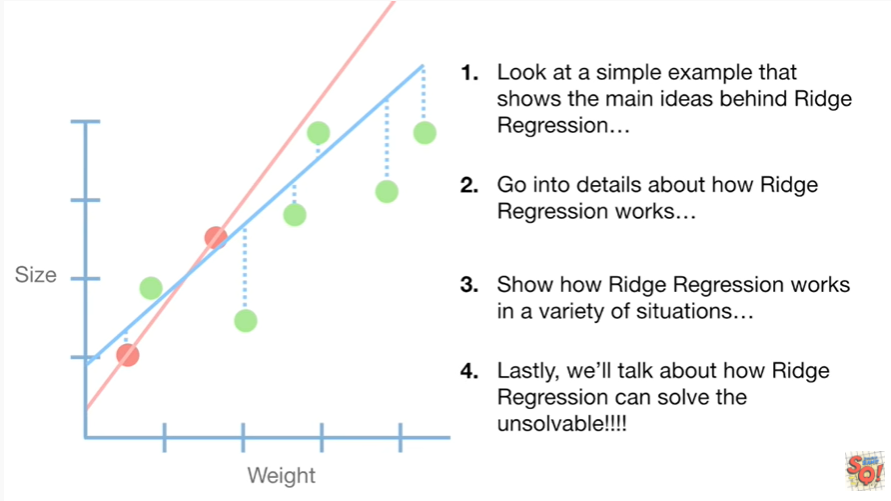 1. Look at a simple example that
shows the main ideas behind Ridge
Regression…
2. Go into details about how Ridge
Regression works…
Size
3. Show how Ridge Regression works
in a variety of situations…
4. Lastly, we’ll talk about how Ridge
Regression can solve the
unsolvable!!!!
Weight
SQ!